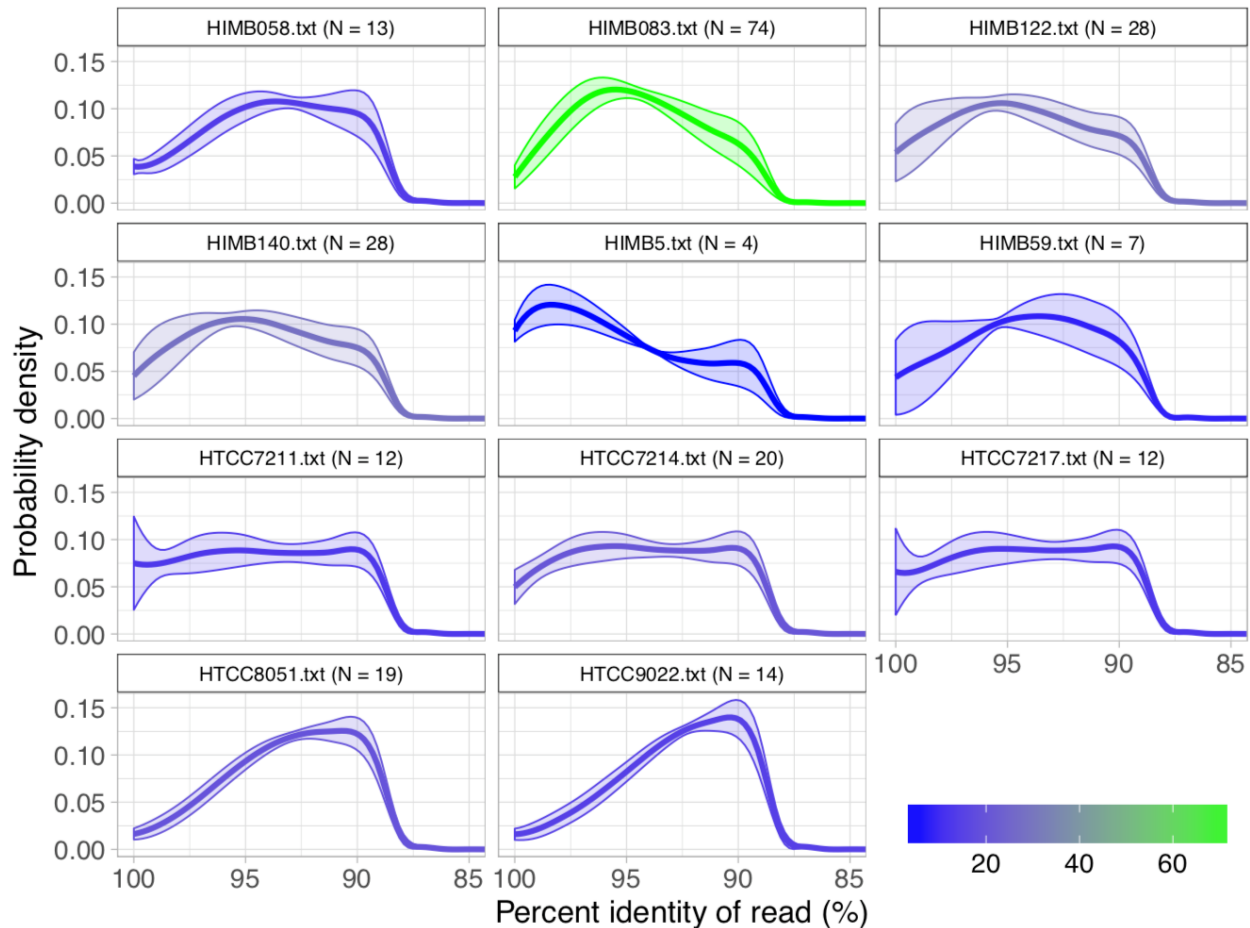 HIMB058.txt (N = 13)
HIMB083.txt (N = 74)
HIMB122.txt (N = 28)
0.15
0.10
0.05
0.00
HIMB140.txt (N = 28)
HIMB5.txt (N = 4)
HIMB59.txt (N = 7)
0.15
0.10
0.05
0.00
HTCC7211.txt (N = 12)
HTCC7214.txt (N = 20)
HTCC7217.txt (N = 12)
0.15
0.10
0.05
0.00
100 95 90 85
HTCC8051.txt (N = 19)
HTCC9022.txt (N = 14)
0.15
0.10
0.05
0.00
100 95 90 85
100 95 90 85
Probability density
Percent identity of read (%)
20 40 60